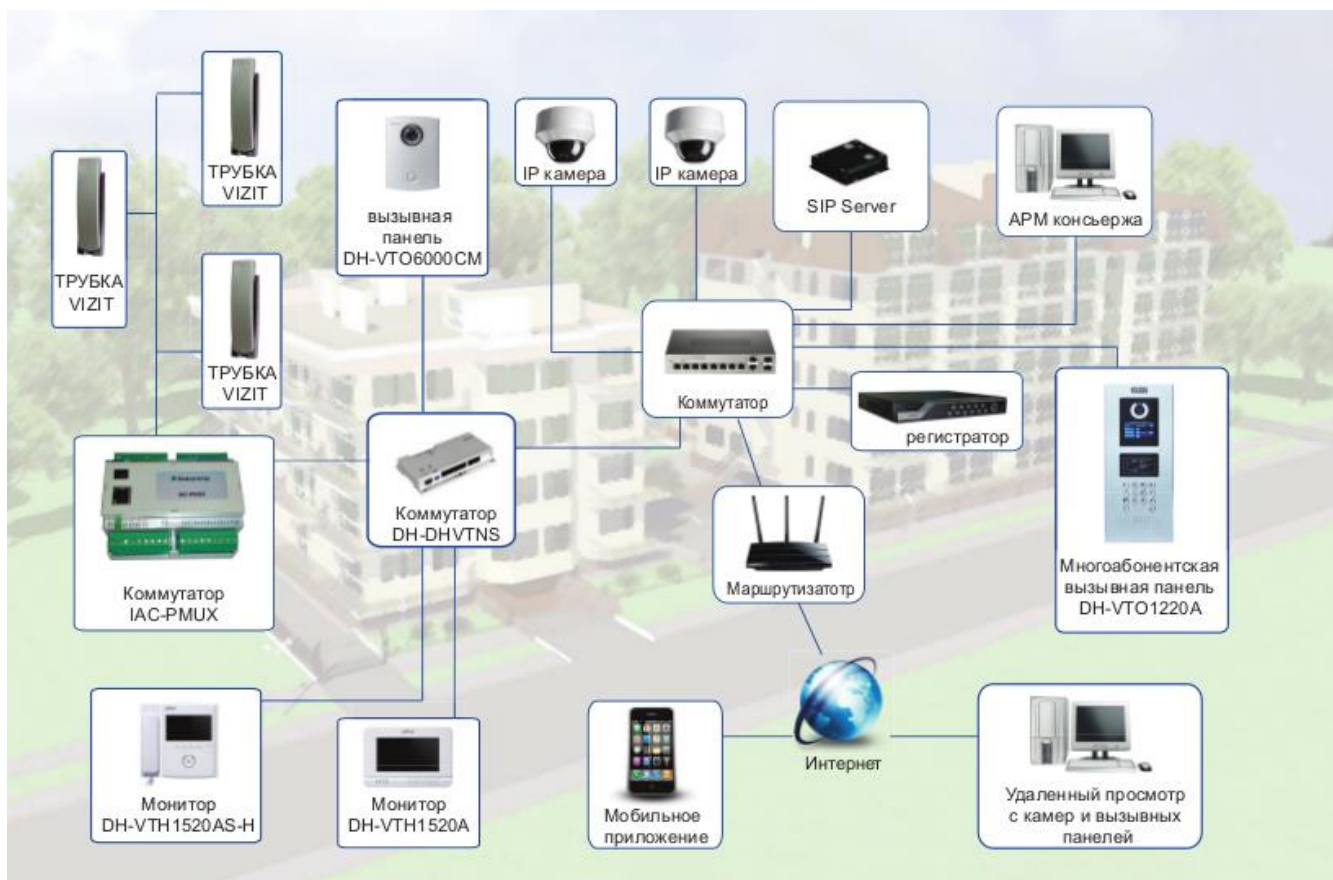 ТРУБКА
VIZIT
ТРУБКА
VIZIT
ТРУБКА
VIZIT
вызывная
панель
DH-VTO6000CM
IP камера
IP камера
SIP Server
АРМ консьержа
Коммутатор
регистратор
Коммутатор
DH-DHVTNS
Коммутатор
IAC-PMUX
Маршрутизатотр
Многоабонентская
вызывная панель
DH-VTO1220A
Интернет
Монитор
DH-VTH1520AS-H
Монитор
DH-VTH1520A
Мобильное
приложение
Удаленный просмотр
с камер и вызывных
панелей